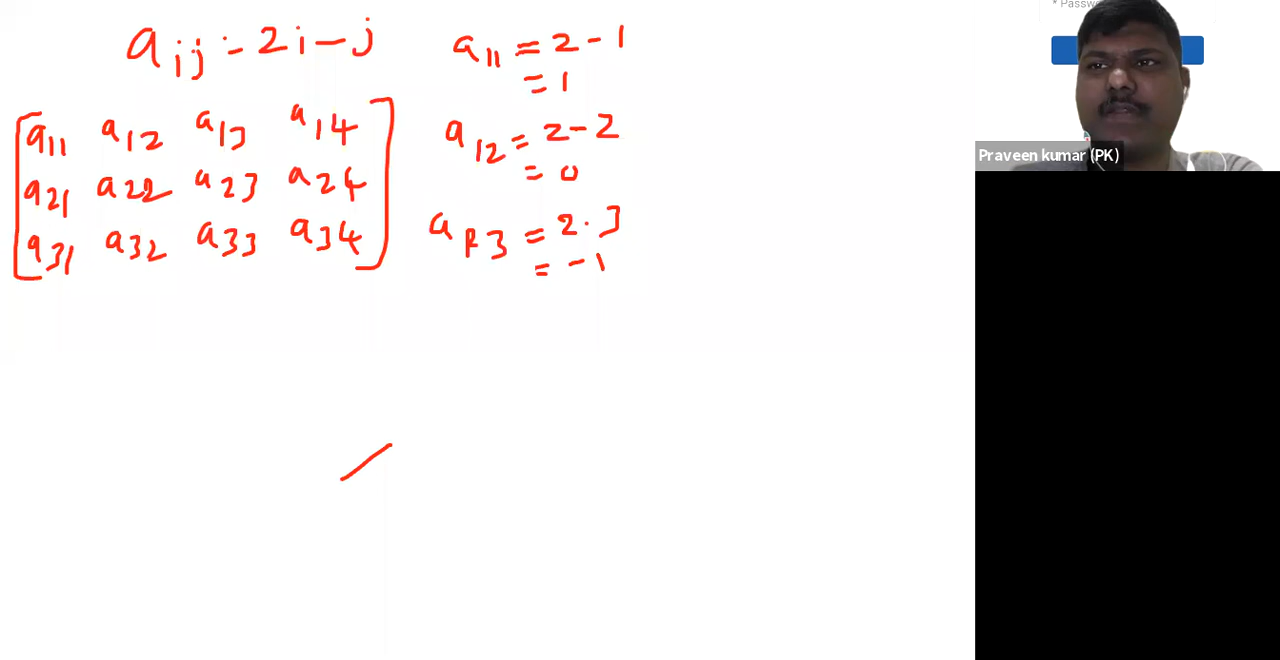 aij = 2i - j
a11 a12 a13 a14
a21 a22 a23 a24
a31 a32 a33 a34
a11 = 2 - 1
= 1
a12 = 2 - 2
= 0
a13 = 2 - 3
= -1
Praveen kumar (PK)